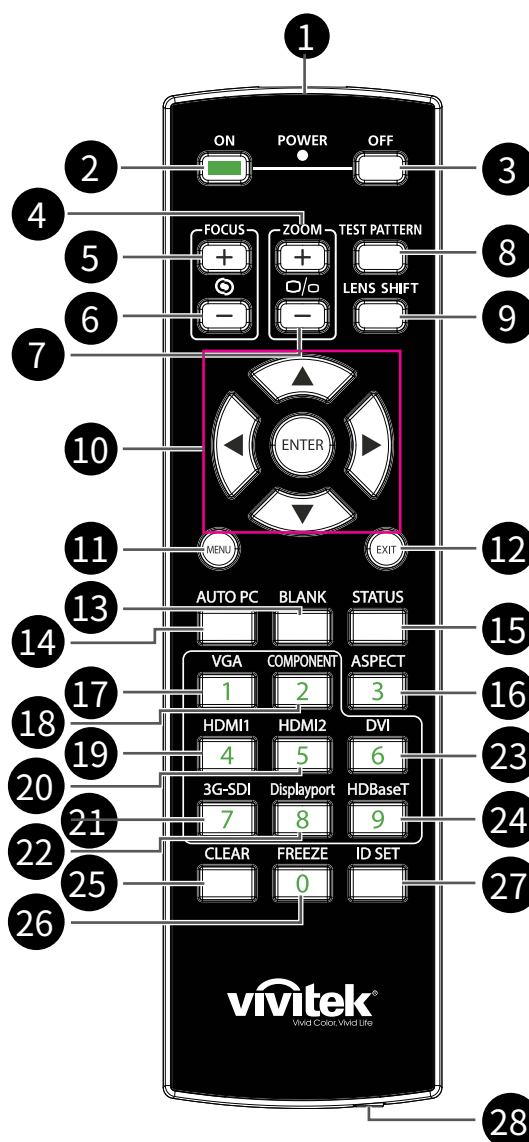 1
ON POWER OFF
2
3
4
FOCUS ZOOM TEST PATTERN
5
+ +
8
6
LENS SHIFT
− −
9
7
10
ENTER
11
MENU EXIT
12
13
AUTO PC BLANK STATUS
14
15
VGA COMPONENT ASPECT
17
1 2 3
16
18
HDMI1 HDMI2 DVI
19
4 5 6
23
20
3G-SDI Displayport HDBaseT
21
7 8 9
24
22
CLEAR FREEZE ID SET
25
0
27
26
vivitek®
Vivid Color, Vivid Life
28